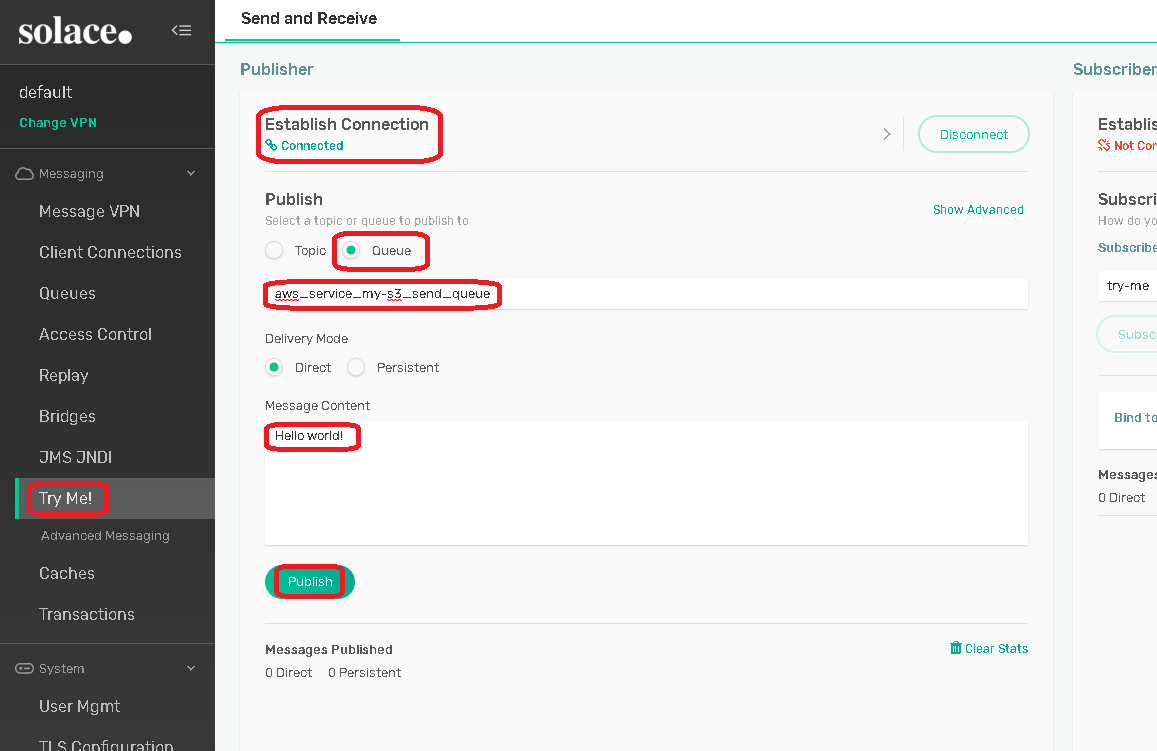 solace.
default
Change VPN
Messaging
Message VPN
Client Connections
Queues
Access Control
Replay
Bridges
JMS JNDI
Try Me!
Advanced Messaging
Caches
Transactions
System
User Mgmt
TLS Configuration
Send and Receive
Publisher
Establish Connection
Connected
Disconnect
Publish
Select a topic or queue to publish to
Show Advanced
Topic Queue
aws_service_my-s3_send_queue
Delivery Mode
Direct Persistent
Message Content
Hello world!
Publish
Messages Published
Clear Stats
0 Direct 0 Persistent
Subscriber
Establis
Not Con
Subscri
How do yo
Subscribe
try-me
Subsc
Bind to
Messages
0 Direct